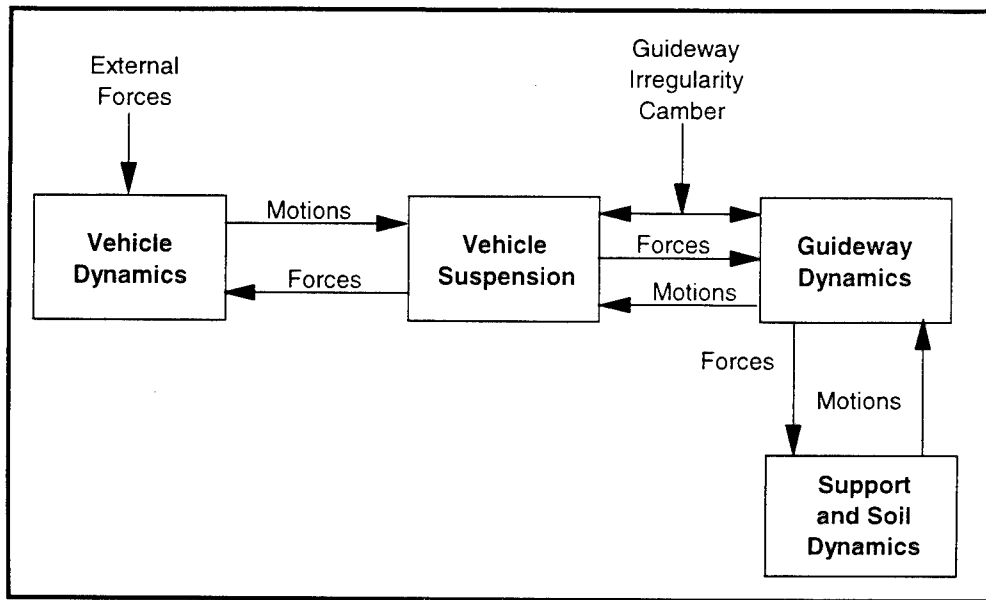 External
Forces
Guideway
Irregularity
Camber
Vehicle
Dynamics
Motions
Forces
Vehicle
Suspension
Forces
Motions
Guideway
Dynamics
Forces
Motions
Support
and Soil
Dynamics